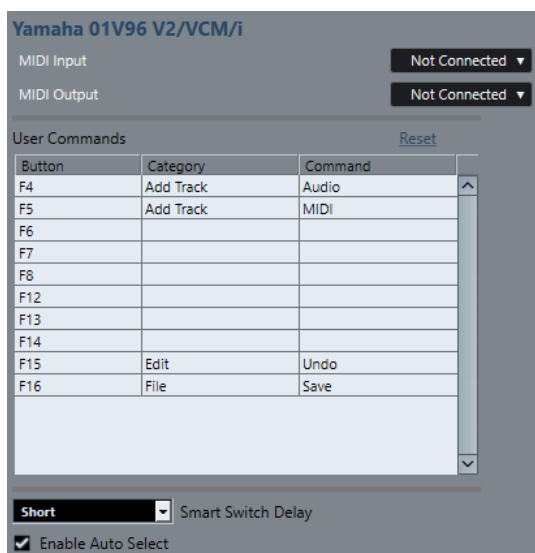 Yamaha 01V96 V2/VCM/i
MIDI Input Not Connected
MIDI Output Not Connected
User Commands Reset
Button Category Command
F4 Add Track Audio
F5 Add Track MIDI
F6
F7
F8
F12
F13
F14
F15 Edit Undo
F16 File Save
Short Smart Switch Delay
Enable Auto Select